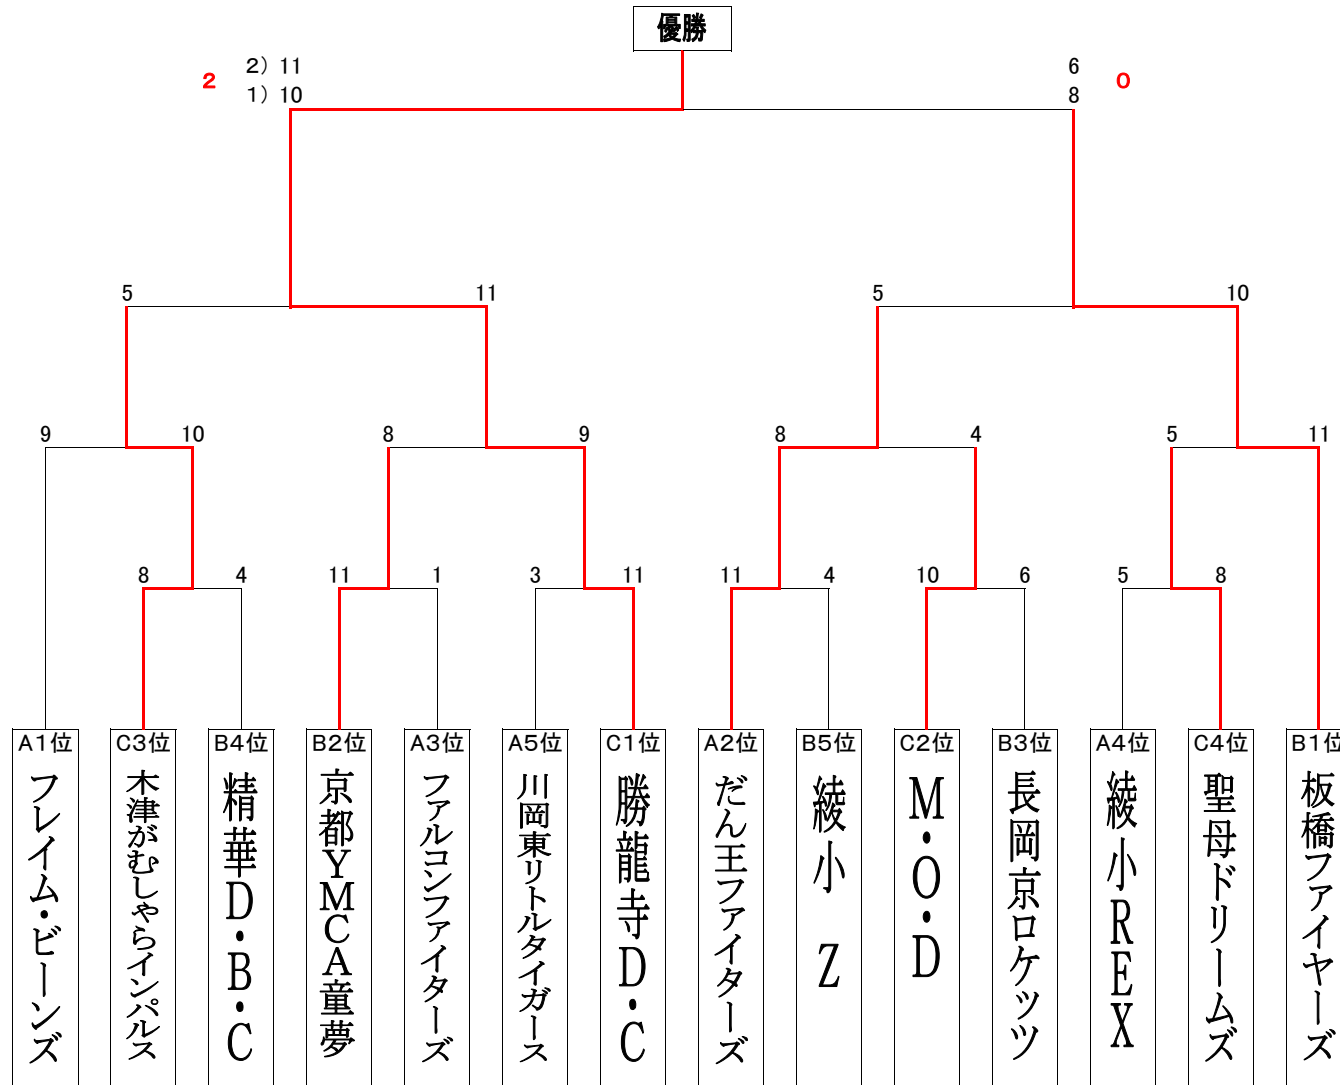 優勝
2 2）11 6 0
1）10 8
5 11 5 10
9 10 8 9 8 4 5 11
8 4 11 1 3 11 11 4 10 6 5 8
A1位 C3位 B4位 B2位 A3位 A5位 C1位 A2位 B5位 C2位 B3位 A4位 C4位 B1位
フレイム・ビーンズ
木津がむしゃらインパルス
精華D・B・C
京都YMCA童夢
ファルコンファイターズ
川岡東リトルタイガース
勝龍寺D・C
だん王ファイターズ
綾小 Z
M・O・D
長岡京ロケッツ
綾小REX
聖母ドリームズ
板橋ファイヤーズ